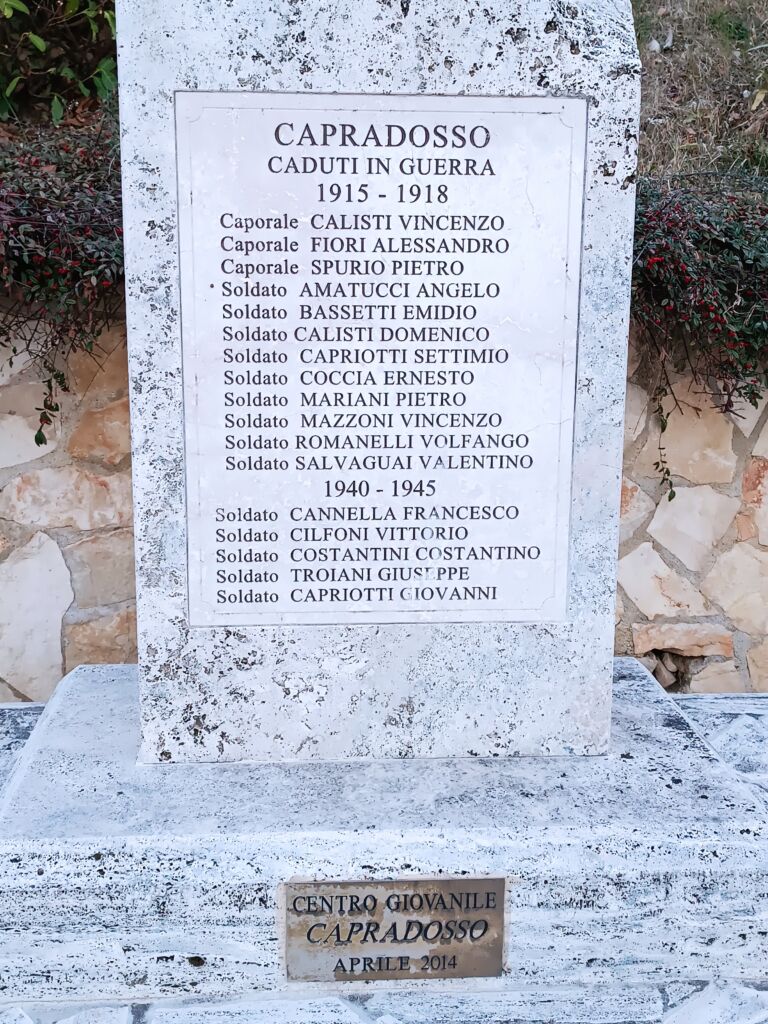 CAPRADOSSO
CADUTI IN GUERRA
1915 - 1918
Caporale CALISTI VINCENZO
Caporale FIORI ALESSANDRO
Caporale SPURIO PIETRO
Soldato AMATUCCI ANGELO
Soldato BASSETTI EMIDIO
Soldato CALISTI DOMENICO
Soldato CAPRIOTTI SETTIMIO
Soldato COCCIA ERNESTO
Soldato MARIANI PIETRO
Soldato MAZZONI VINCENZO
Soldato ROMANELLI VOLFANGO
Soldato SALVAGUAI VALENTINO
1940 - 1945
Soldato CANNELLA FRANCESCO
Soldato CILFONI VITTORIO
Soldato COSTANTINI COSTANTINO
Soldato TROIANI GIUSEPPE
Soldato CAPRIOTTI GIOVANNI
CENTRO GIOVANILE
CAPRADOSSO
APRILE 2014